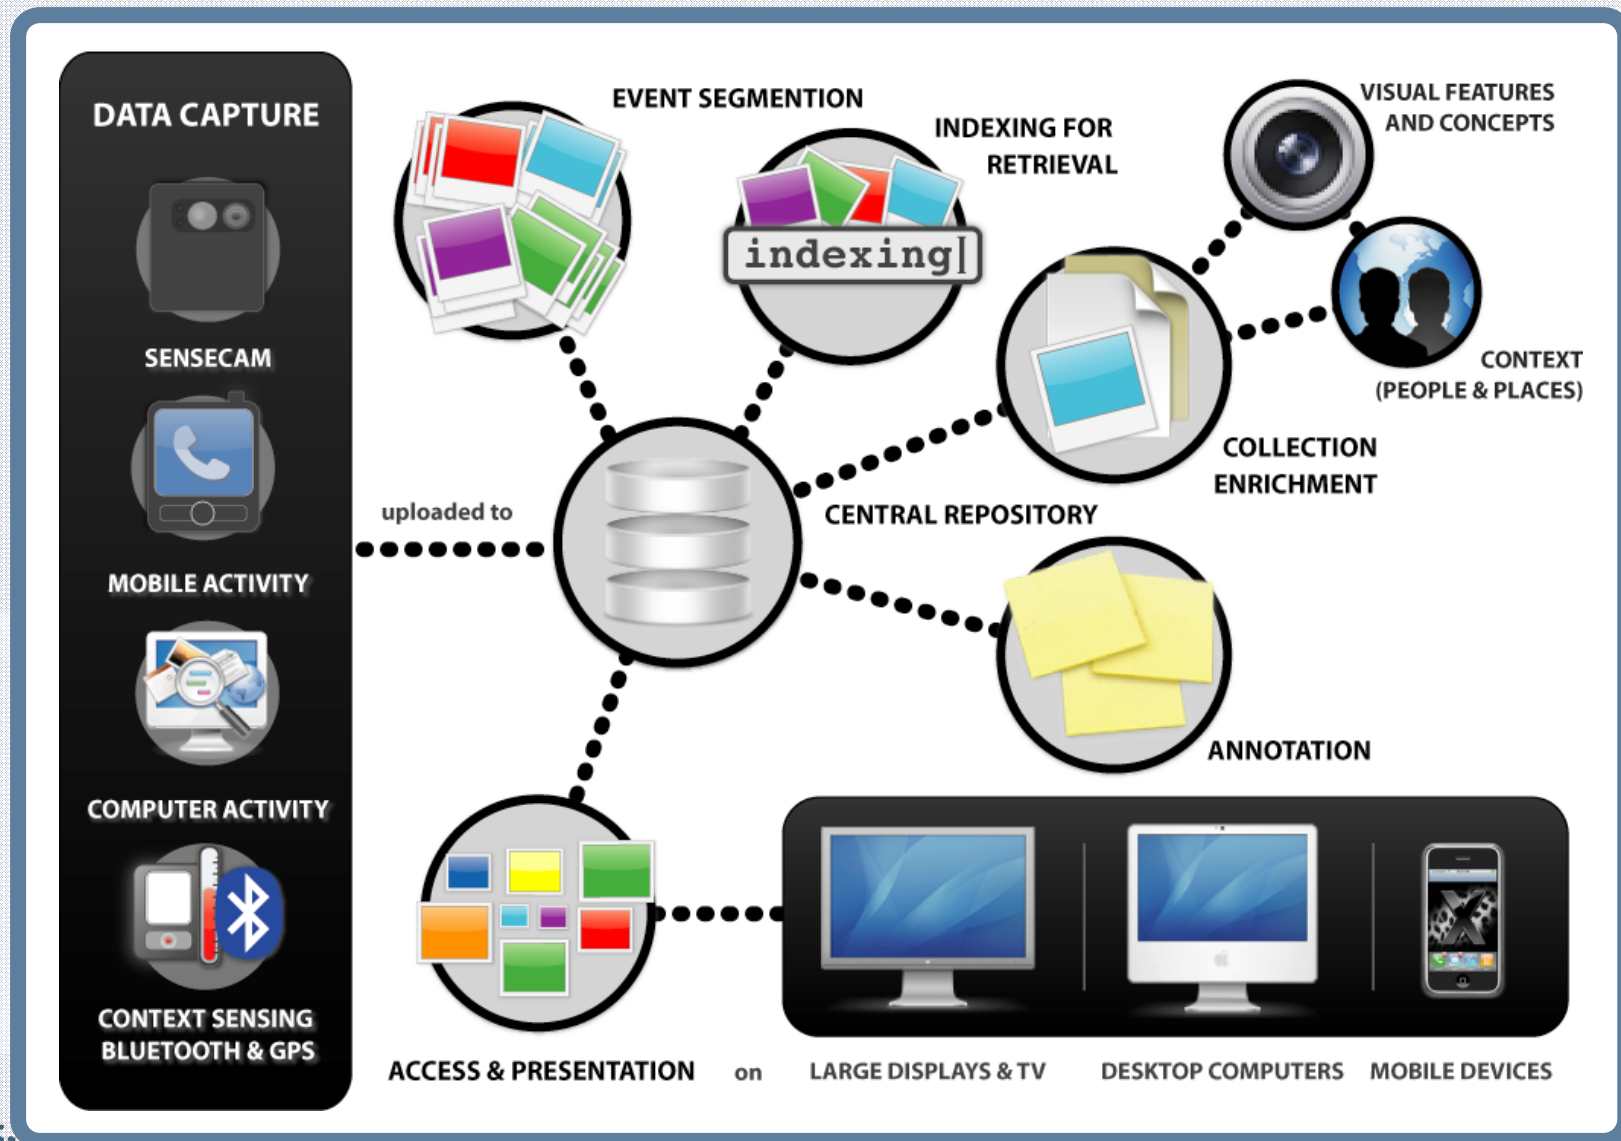 DATA CAPTURE
SENSECAM
MOBILE ACTIVITY
COMPUTER ACTIVITY
CONTEXT SENSING
BLUETOOTH & GPS
uploaded to
EVENT SEGMENTION
INDEXING FOR
RETRIEVAL
indexing
VISUAL FEATURES
AND CONCEPTS
CONTEXT
(PEOPLE & PLACES)
COLLECTION
ENRICHMENT
CENTRAL REPOSITORY
ANNOTATION
ACCESS & PRESENTATION
on
LARGE DISPLAYS & TV
DESKTOP COMPUTERS
MOBILE DEVICES
X